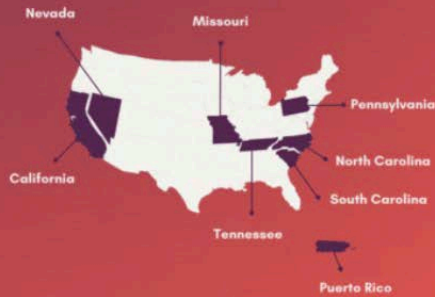 Nevada
Missouri
Pennsylvania
North Carolina
California
South Carolina
Tennessee
Puerto Rico